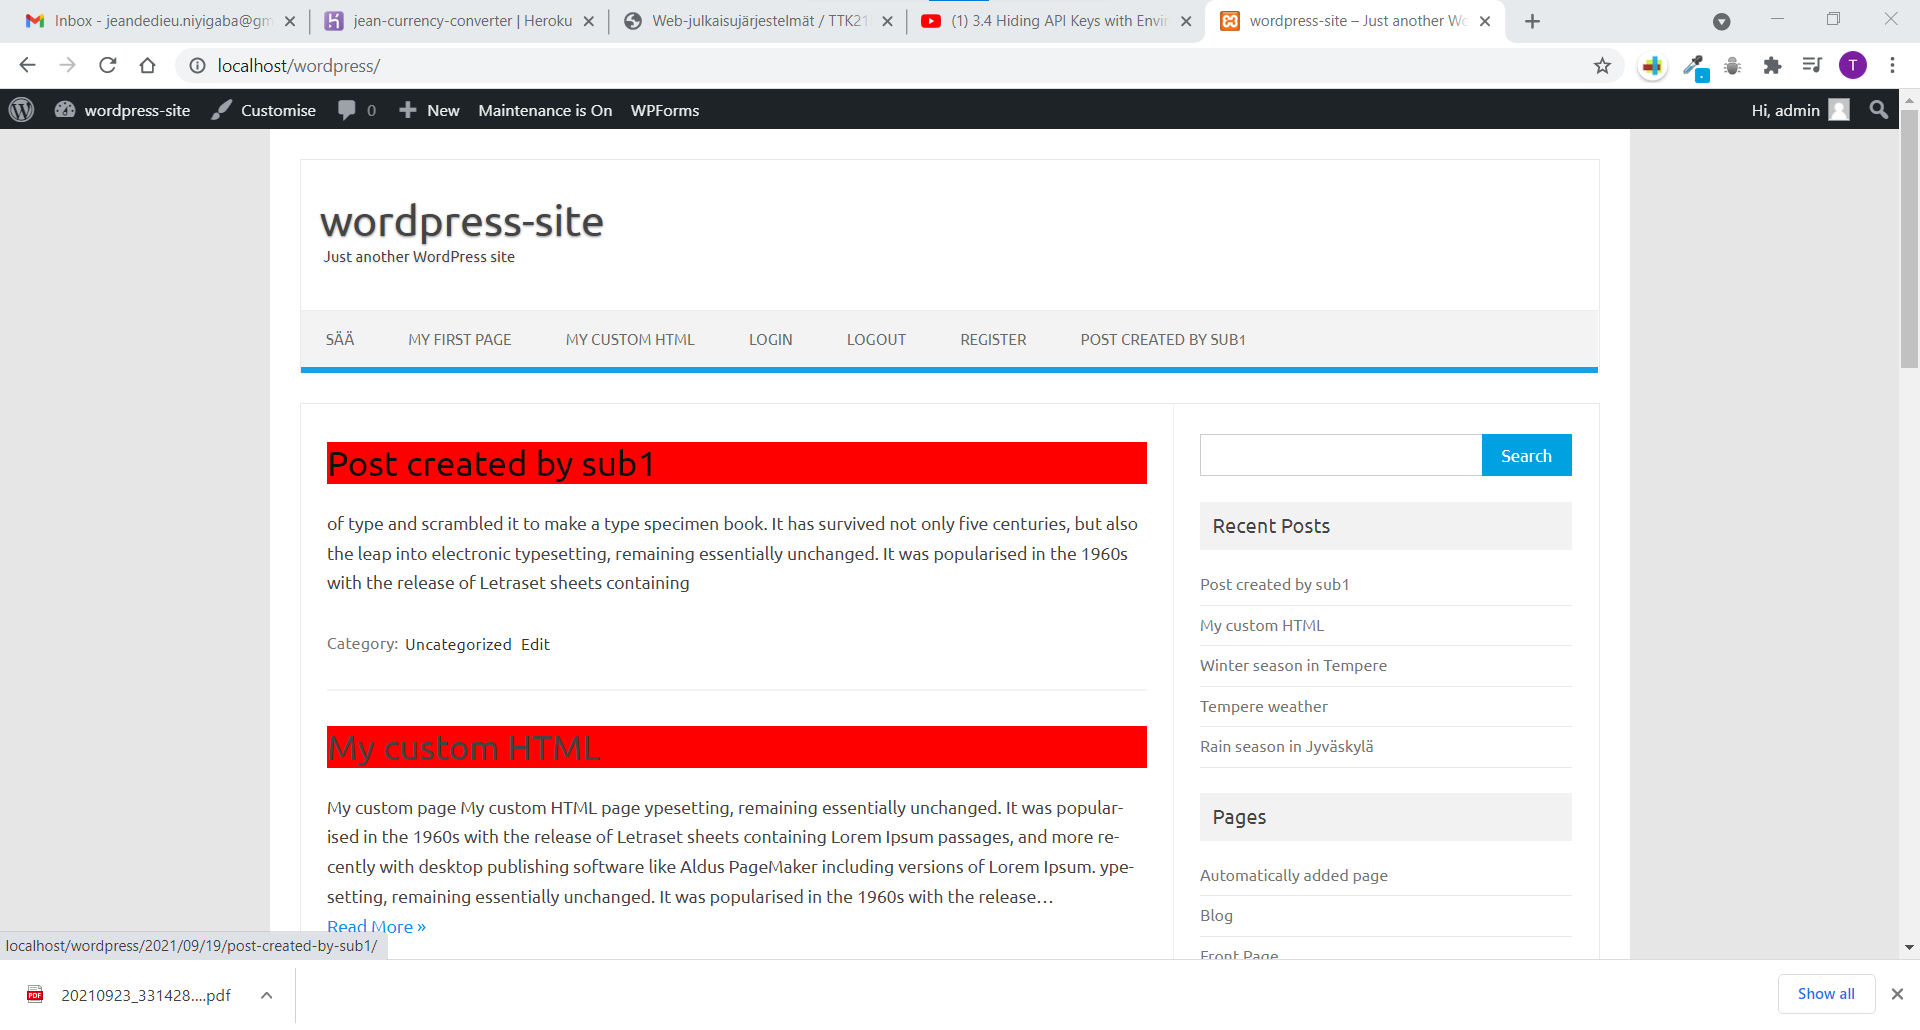 Inbox - jeandedieu.niyigaba@gm
jean-currency-converter | Heroku
Web-julkaisujärjestelmät / TTK21
(1) 3.4 Hiding API Keys with Envir
wordpress-site – Just another Wo
localhost/wordpress/
T
wordpress-site
Customise
0
New
Maintenance is On
WPForms
Hi, admin
wordpress-site
Just another WordPress site
SÄÄ
MY FIRST PAGE
MY CUSTOM HTML
LOGIN
LOGOUT
REGISTER
POST CREATED BY SUB1
Post created by sub1
of type and scrambled it to make a type specimen book. It has survived not only five centuries, but also
the leap into electronic typesetting, remaining essentially unchanged. It was popularised in the 1960s
with the release of Letraset sheets containing
Category: Uncategorized Edit
My custom HTML
My custom page My custom HTML page ypesetting, remaining essentially unchanged. It was popular-
ised in the 1960s with the release of Letraset sheets containing Lorem Ipsum passages, and more re-
cently with desktop publishing software like Aldus PageMaker including versions of Lorem Ipsum. ype-
setting, remaining essentially unchanged. It was popularised in the 1960s with the release…
Read More »
Search
Recent Posts
Post created by sub1
My custom HTML
Winter season in Tempere
Tempere weather
Rain season in Jyväskylä
Pages
Automatically added page
Blog
Front Page
localhost/wordpress/2021/09/19/post-created-by-sub1/
PDF
20210923_331428....pdf
Show all